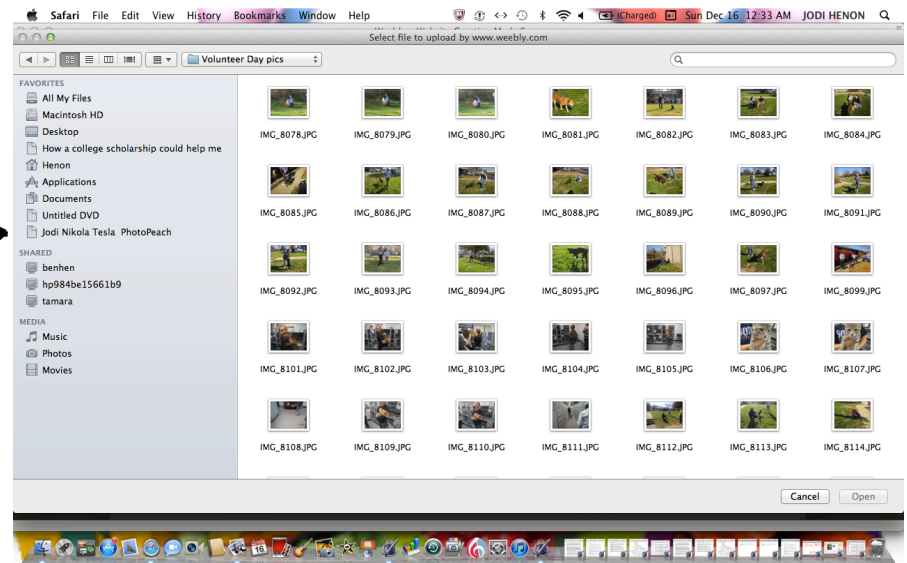 Safari File Edit View History Bookmarks Window Help (Charged) Sun Dec 16 12:33 AM JODI HENON
Select file to upload by www.weebly.com
Volunteer Day pics
FAVORITES
All My Files
Macintosh HD
Desktop
How a college scholarship could help me
Henon
Applications
Documents
Untitled DVD
Jodi Nikola Tesla PhotoPeach
SHARED
benhen
hp984be15661b9
tamara
MEDIA
Music
Photos
Movies
IMG_8078.JPG IMG_8079.JPG IMG_8080.JPG IMG_8081.JPG IMG_8082.JPG IMG_8083.JPG IMG_8084.JPG
IMG_8085.JPG IMG_8086.JPG IMG_8087.JPG IMG_8088.JPG IMG_8089.JPG IMG_8090.JPG IMG_8091.JPG
IMG_8092.JPG IMG_8093.JPG IMG_8094.JPG IMG_8095.JPG IMG_8096.JPG IMG_8097.JPG IMG_8099.JPG
IMG_8101.JPG IMG_8102.JPG IMG_8103.JPG IMG_8104.JPG IMG_8105.JPG IMG_8106.JPG IMG_8107.JPG
IMG_8108.JPG IMG_8109.JPG IMG_8110.JPG IMG_8111.JPG IMG_8112.JPG IMG_8113.JPG IMG_8114.JPG
Cancel Open
16